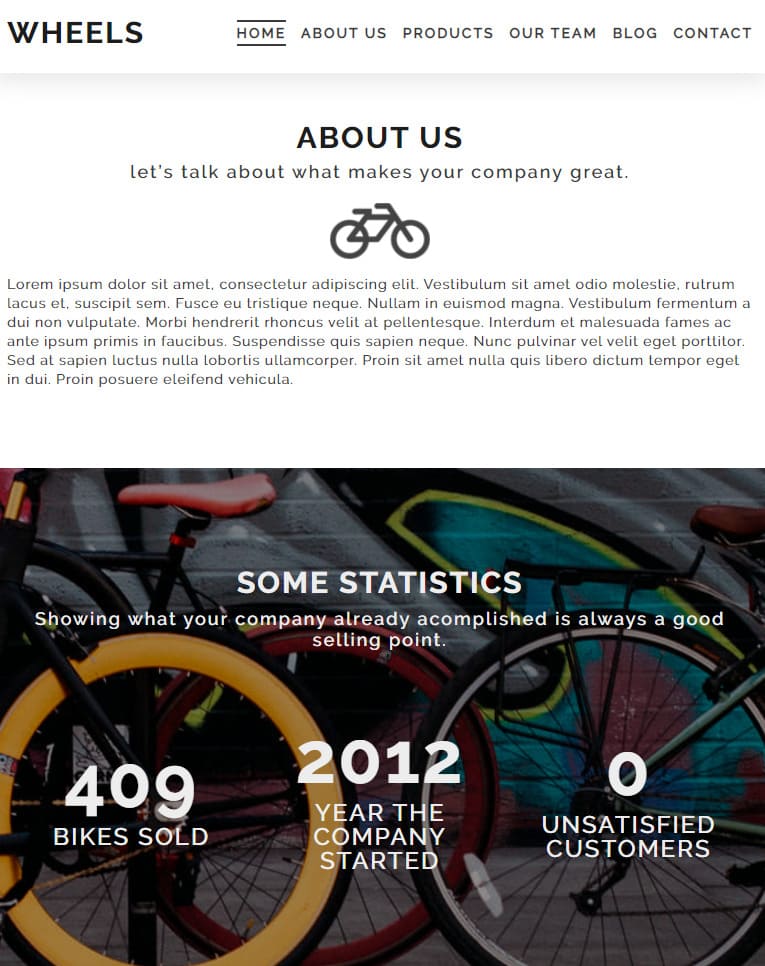 WHEELS
HOME ABOUT US PRODUCTS OUR TEAM BLOG CONTACT
ABOUT US
let's talk about what makes your company great.
Lorem ipsum dolor sit amet, consectetur adipiscing elit. Vestibulum sit amet odio molestie, rutrum
lacus et, suscipit sem. Fusce eu tristique neque. Nullam in euismod magna. Vestibulum fermentum a
dui non vulputate. Morbi hendrerit rhoncus velit at pellentesque. Interdum et malesuada fames ac
ante ipsum primis in faucibus. Suspendisse quis sapien neque. Nunc pulvinar vel velit eget porttitor.
Sed at sapien luctus nulla lobortis ullamcorper. Proin sit amet nulla quis libero dictum tempor eget
in dui. Proin posuere eleifend vehicula.
SOME STATISTICS
Showing what your company already acomplished is always a good
selling point.
409
BIKES SOLD
2012
YEAR THE
COMPANY
STARTED
0
UNSATISFIED
CUSTOMERS